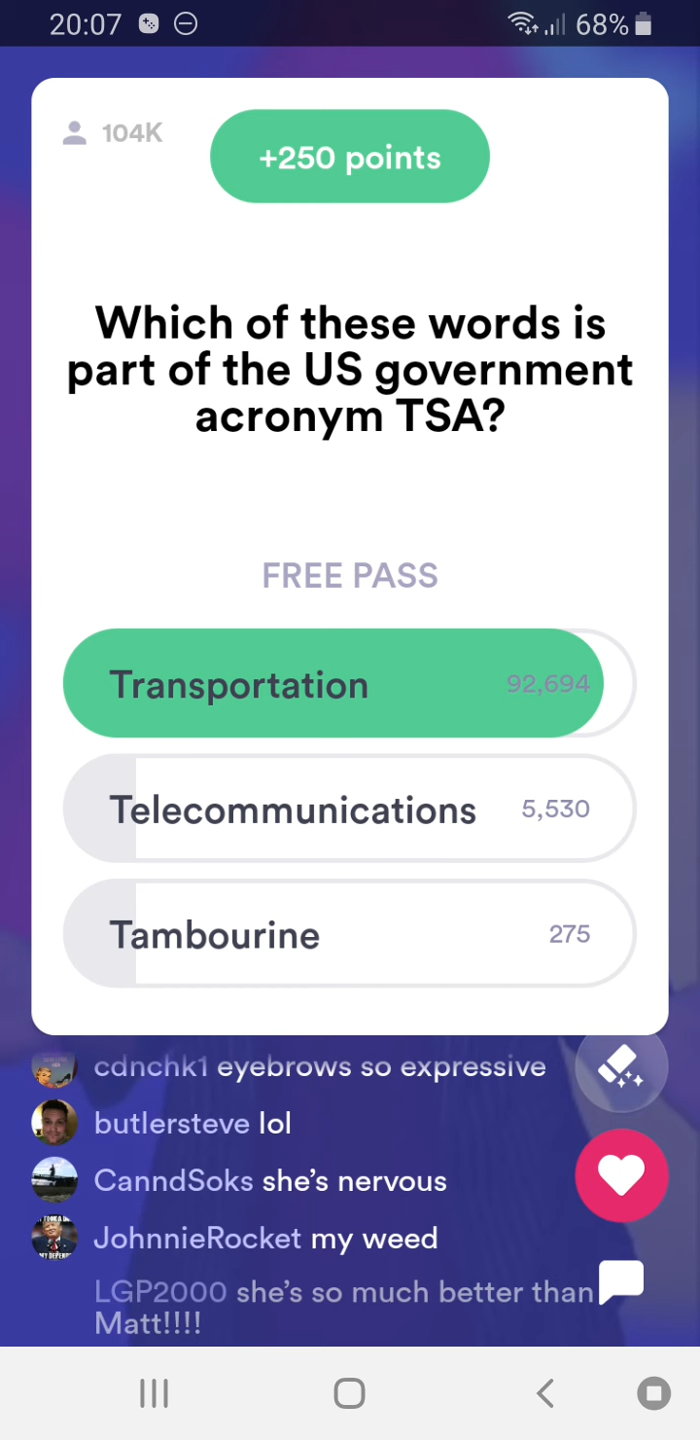 20:07 68%
104K
+250 points
Which of these words is
part of the US government
acronym TSA?
FREE PASS
Transportation 92,694
Telecommunications 5,530
Tambourine 275
cdnchk1 eyebrows so expressive
butlersteve lol
CanndSoks she's nervous
JohnnieRocket my weed
LGP2000 she's so much better than
Matt!!!!